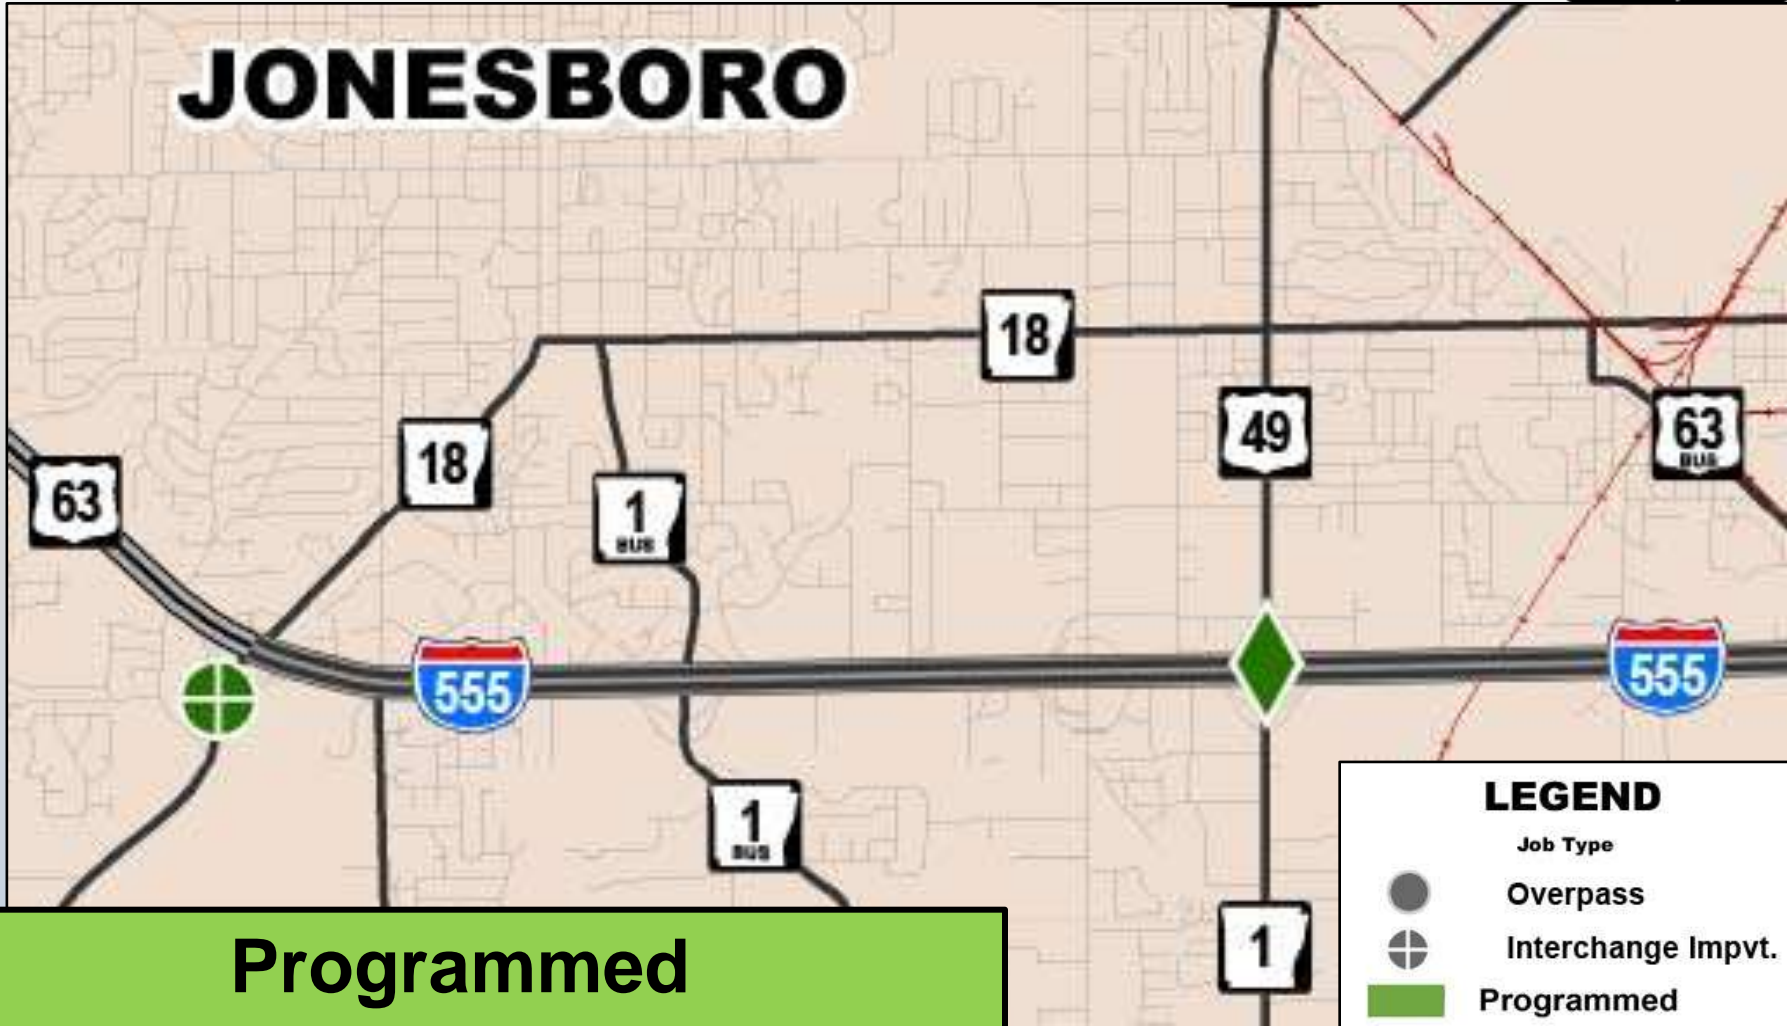 JONESBORO
18
49
18
63
BUS
63
1
BUS
555
555
1
BUS
1
LEGEND
Job Type
Overpass
Interchange Impvt.
Programmed
Programmed